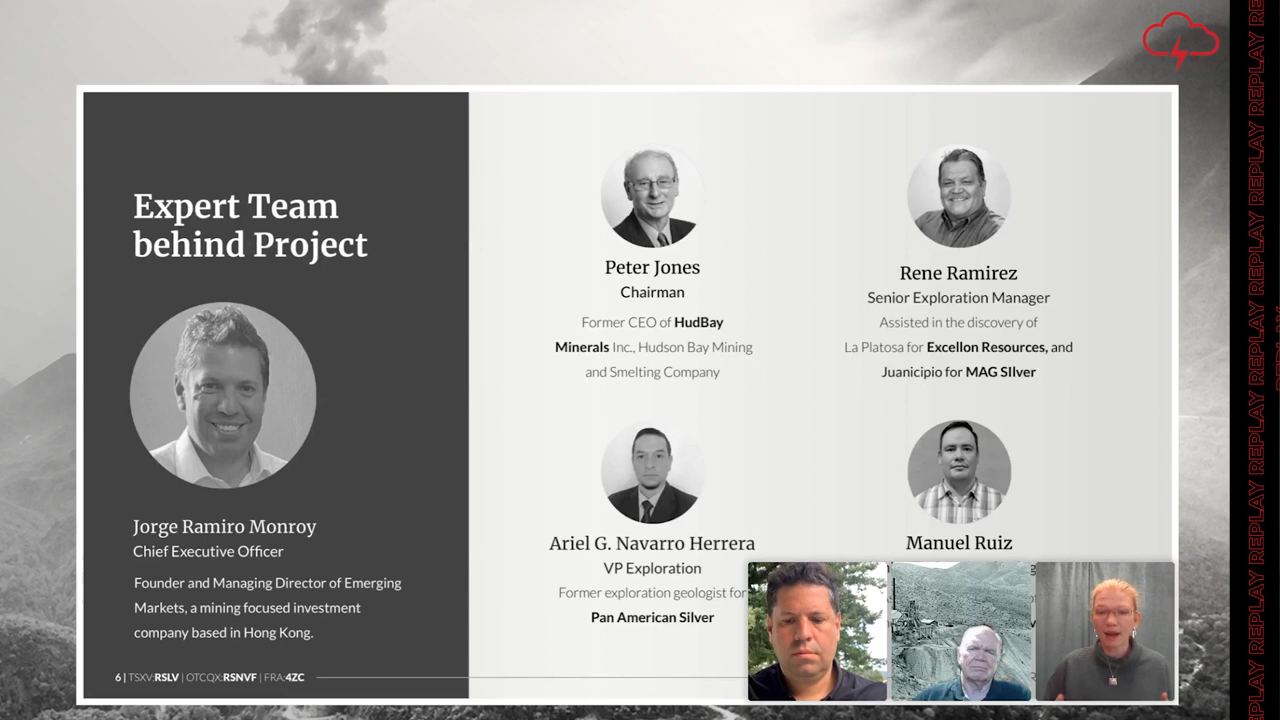 Expert Team
behind Project
Jorge Ramiro Monroy
Chief Executive Officer
Founder and Managing Director of Emerging
Markets, a mining focused investment
company based in Hong Kong.
6 | TSXV:RSLV | OTCQX:RSNVF | FRA:4ZC
Peter Jones
Chairman
Former CEO of HudBay
Minerals Inc., Hudson Bay Mining
and Smelting Company
Rene Ramirez
Senior Exploration Manager
Assisted in the discovery of
La Platosa for Excellon Resources, and
Juanicipio for MAG SIlver
Ariel G. Navarro Herrera
VP Exploration
Former exploration geologist for
Pan American Silver
Manuel Ruiz
REPLAY REPLAY REPLAY REPLAY REPLAY REPLAY REPLAY